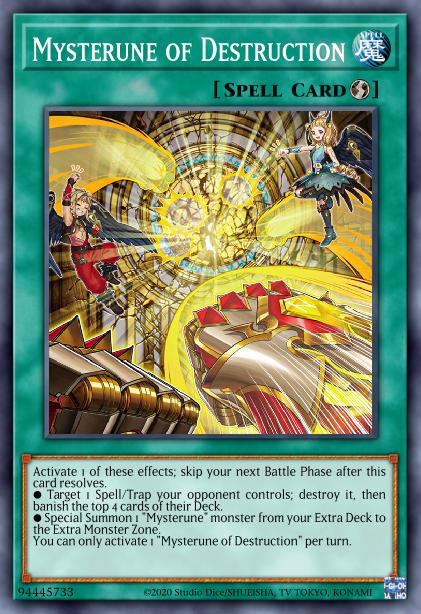 Mysterune of Destruction
SPELL
魔
[Spell Card]
Activate 1 of these effects; skip your next Battle Phase after this
card resolves.
● Target 1 Spell/Trap your opponent controls; destroy it, then
banish the top 4 cards of their Deck.
● Special Summon 1 "Mysterune" monster from your Extra Deck to
the Extra Monster Zone.
You can only activate 1 "Mysterune of Destruction" per turn.
94445733
©2020 Studio Dice/SHUEISHA, TV TOKYO, KONAMI